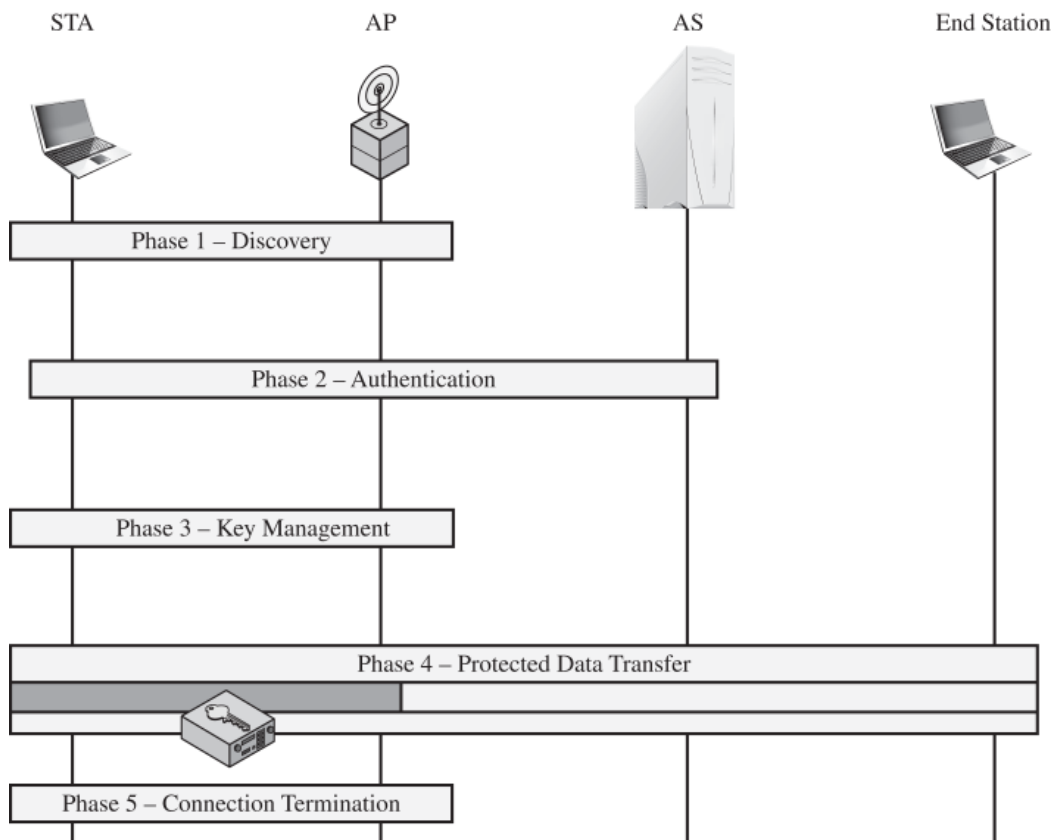 STA
AP
AS
End Station
Phase 1 – Discovery
Phase 2 – Authentication
Phase 3 – Key Management
Phase 4 – Protected Data Transfer
Phase 5 – Connection Termination